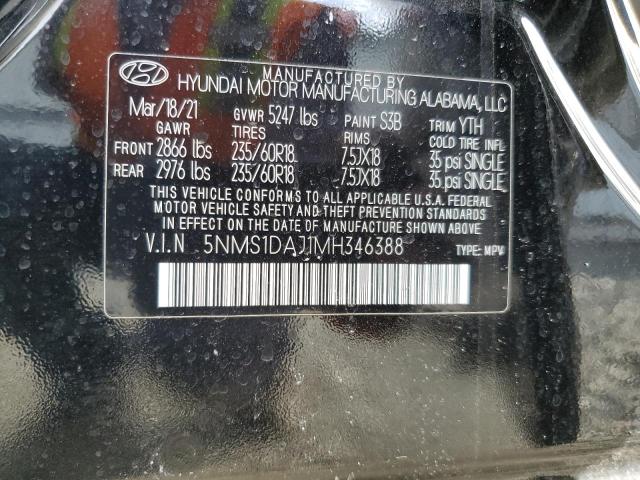 MANUFACTURED BY
HYUNDAI MOTOR MANUFACTURING ALABAMA, LLC
Mar/18/21 GVWR 5247 lbs PAINT S3B TRIM YTH
GAWR TIRES RIMS COLD TIRE INFL
FRONT 2866 lbs 235/60R18 7.5JX18 35 psi SINGLE
REAR 2976 lbs 235/60R18 7.5JX18 35 psi SINGLE
THIS VEHICLE CONFORMS TO ALL APPLICABLE U.S.A. FEDERAL
MOTOR VEHICLE SAFETY AND THEFT PREVENTION STANDARDS
IN EFFECT ON THE DATE OF MANUFACTURE SHOWN ABOVE.
V.I.N 5NMS1DAJ1MH346388 TYPE: MPV